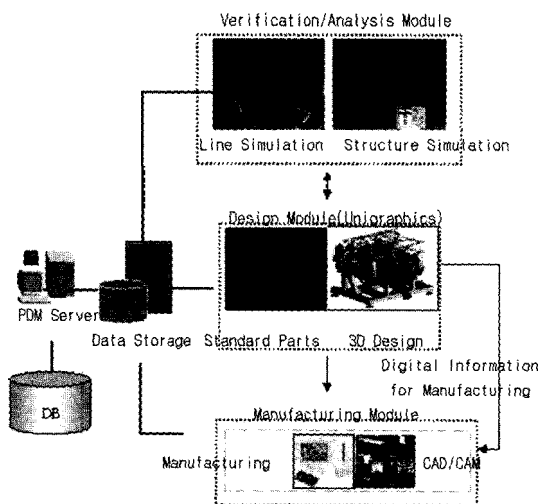 Verification/Analysis Module
Line Simulation Structure Simulation
Design Module(Unigraphics)
PDM Server
Data Storage Standard Parts 3D Design
Digital Information
for Manufacturing
DB
Manufacturing Module
Manufacturing CAD/CAM